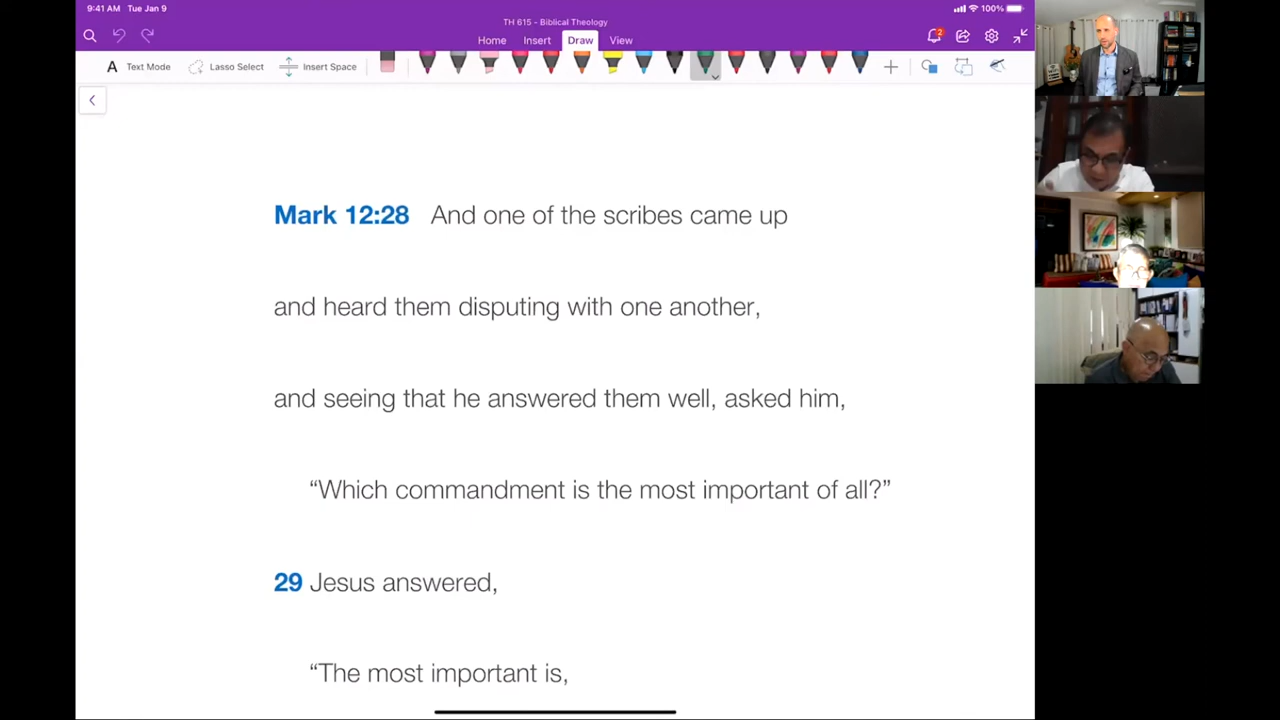 9:41 AM Tue Jan 9
100%
TH 615 - Biblical Theology
Home Insert Draw View
2
A Text Mode Lasso Select Insert Space
Mark 12:28 And one of the scribes came up
and heard them disputing with one another,
and seeing that he answered them well, asked him,
“Which commandment is the most important of all?”
29 Jesus answered,
“The most important is,